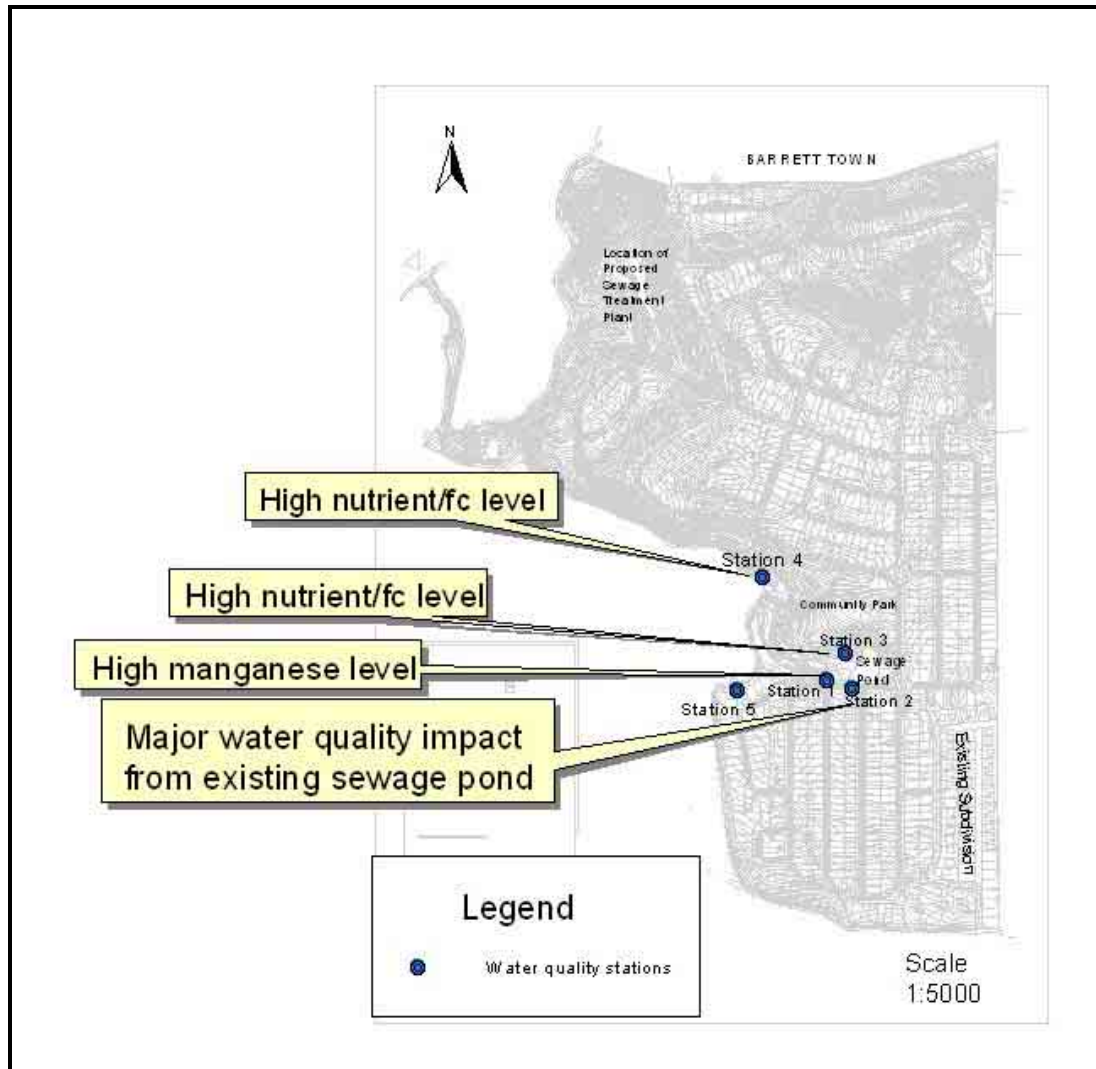 N
BARRETT TOWN
Location of
Proposed
Sewage
Treatment
Plant
High nutrient/fc level
Station 4
High nutrient/fc level
Community Park
Station 3
High manganese level
Sewage
Pond
Station 1
Station 2
Station 5
Major water quality impact
from existing sewage pond
Existing Subdivision
Legend
Water quality stations
Scale
1:5000